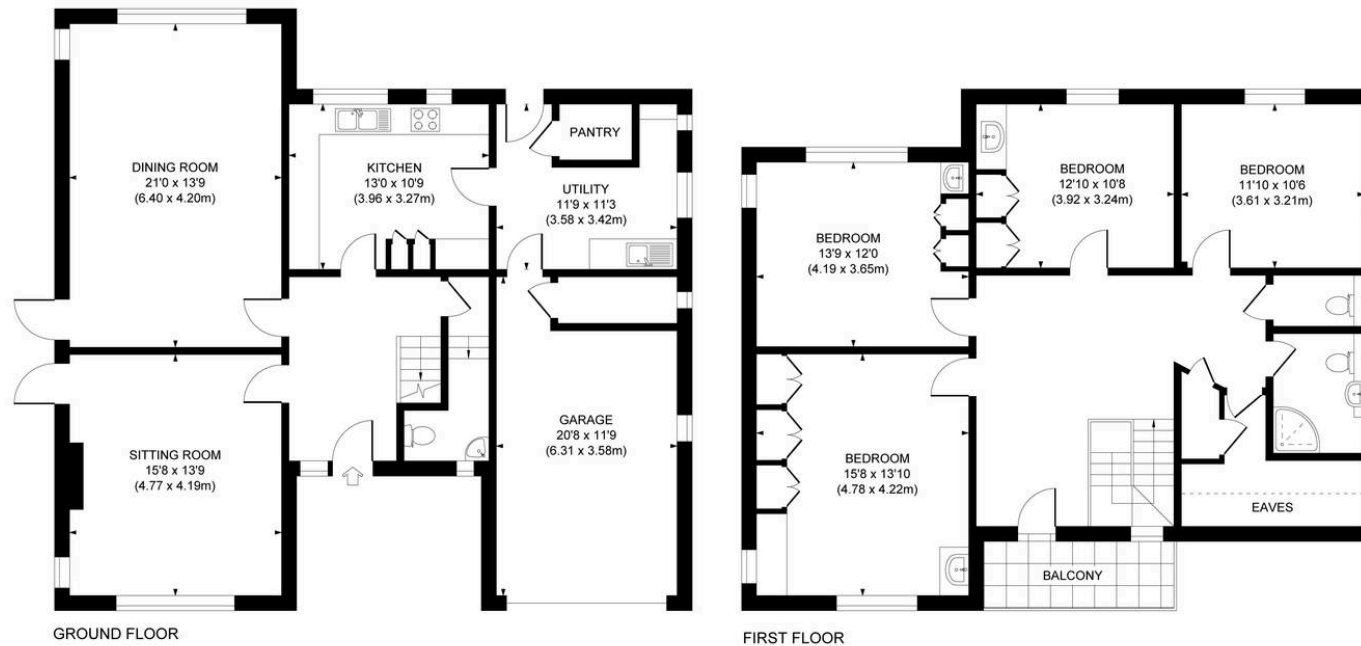 DINING ROOM
21'0 x 13'9
(6.40 x 4.20m)
KITCHEN
13'0 x 10'9
(3.96 x 3.27m)
PANTRY
UTILITY
11'9 x 11'3
(3.58 x 3.42m)
SITTING ROOM
15'8 x 13'9
(4.77 x 4.19m)
GARAGE
20'8 x 11'9
(6.31 x 3.58m)
GROUND FLOOR
BEDROOM
13'9 x 12'0
(4.19 x 3.65m)
BEDROOM
12'10 x 10'8
(3.92 x 3.24m)
BEDROOM
11'10 x 10'6
(3.61 x 3.21m)
BEDROOM
15'8 x 13'10
(4.78 x 4.22m)
EAVES
BALCONY
FIRST FLOOR